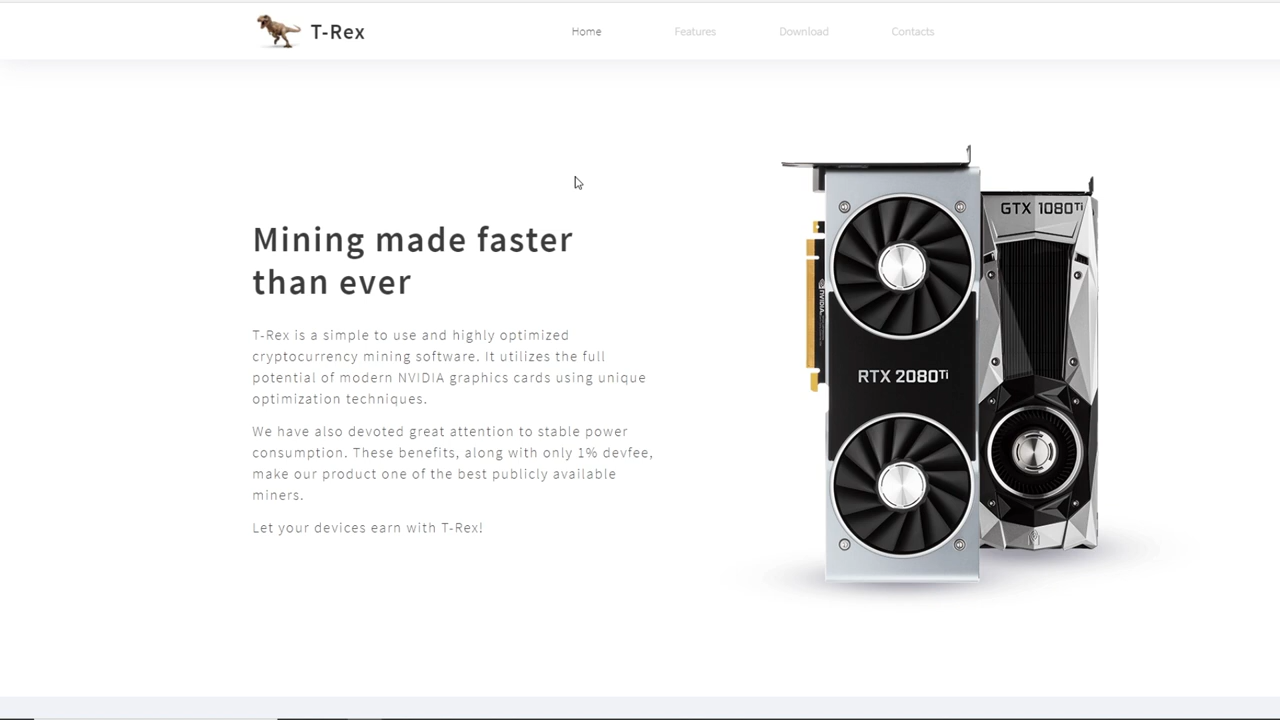 T-Rex
Home
Features
Download
Contacts
Mining made faster
than ever
T-Rex is a simple to use and highly optimized
cryptocurrency mining software. It utilizes the full
potential of modern NVIDIA graphics cards using unique
optimization techniques.
We have also devoted great attention to stable power
consumption. These benefits, along with only 1% devfee,
make our product one of the best publicly available
miners.
Let your devices earn with T-Rex!
GTX 1080Ti
NVIDIA
RTX 2080Ti